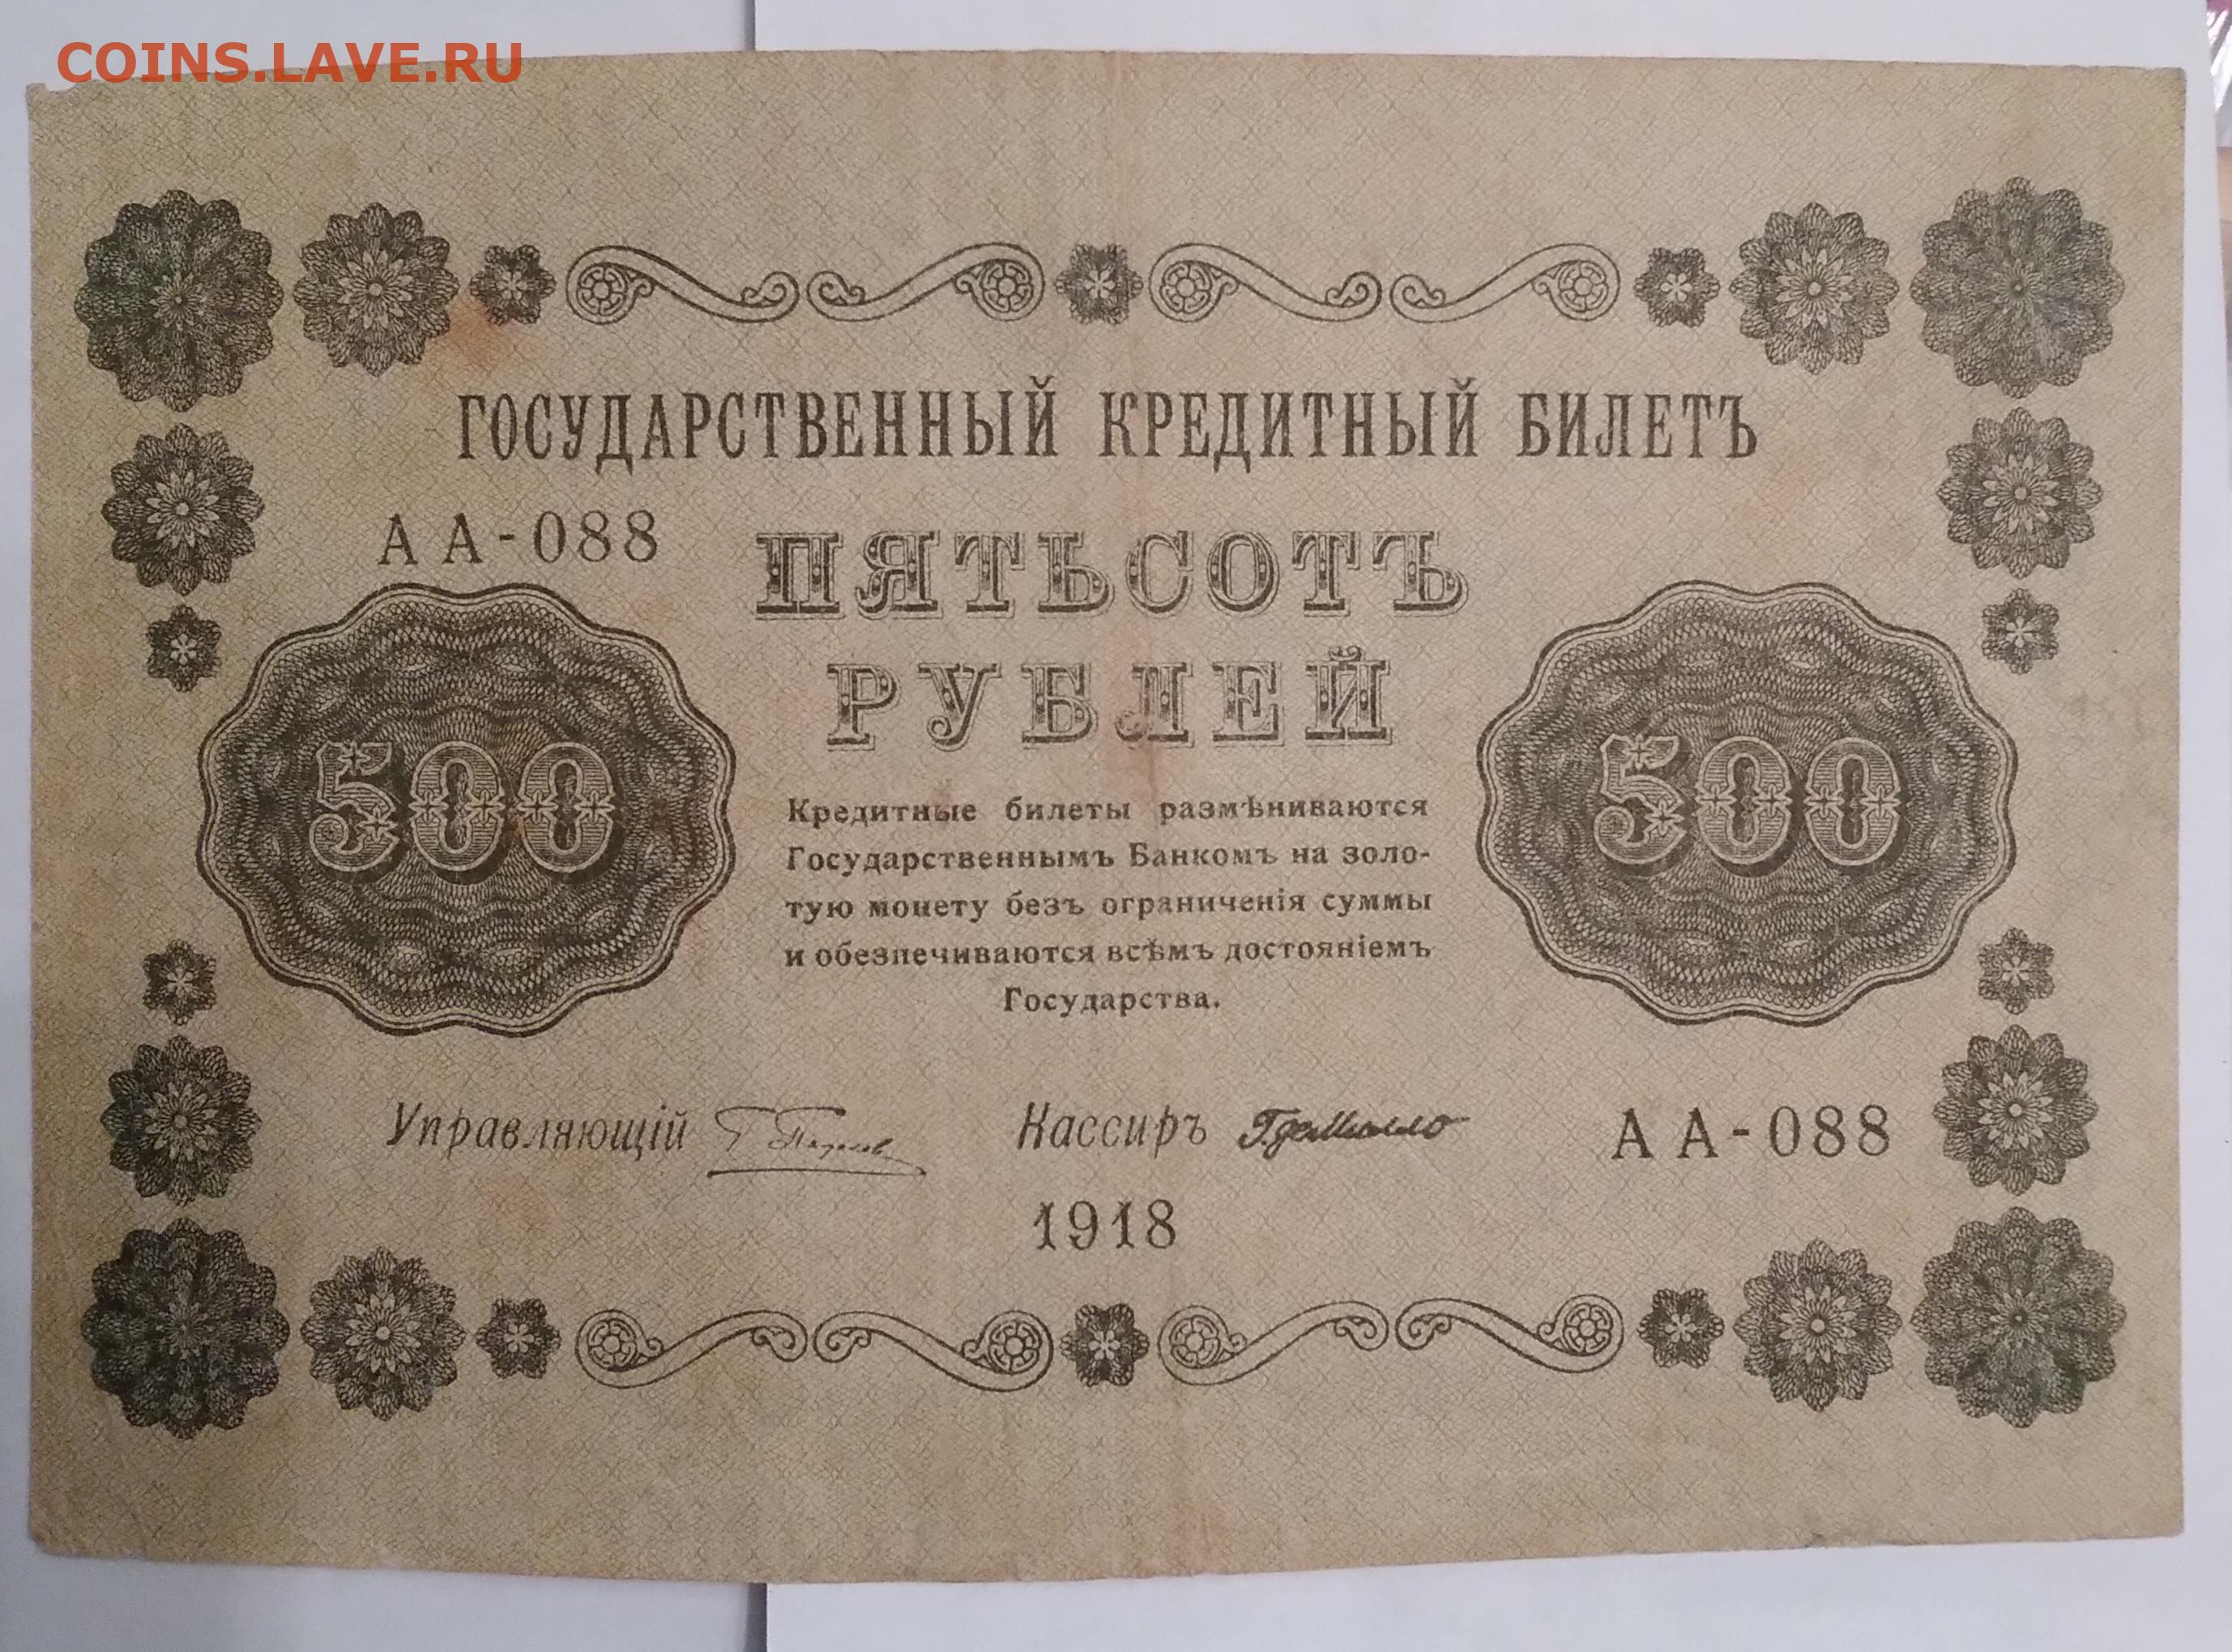 COINS.LAVE.RU
ГОСУДАРСТВЕННЫЙ КРЕДИТНЫЙ БИЛЕТЪ
АА-088
ПЯТЬСОТЪ
РУБЛЕЙ
500
500
Кредитные билеты размѣниваются
Государственнымъ Банкомъ на золо-
тую монету безъ ограниченія суммы
и обезпечиваются всѣмъ достояніемъ
Государства.
Управляющій
Кассиръ
АА-088
1918